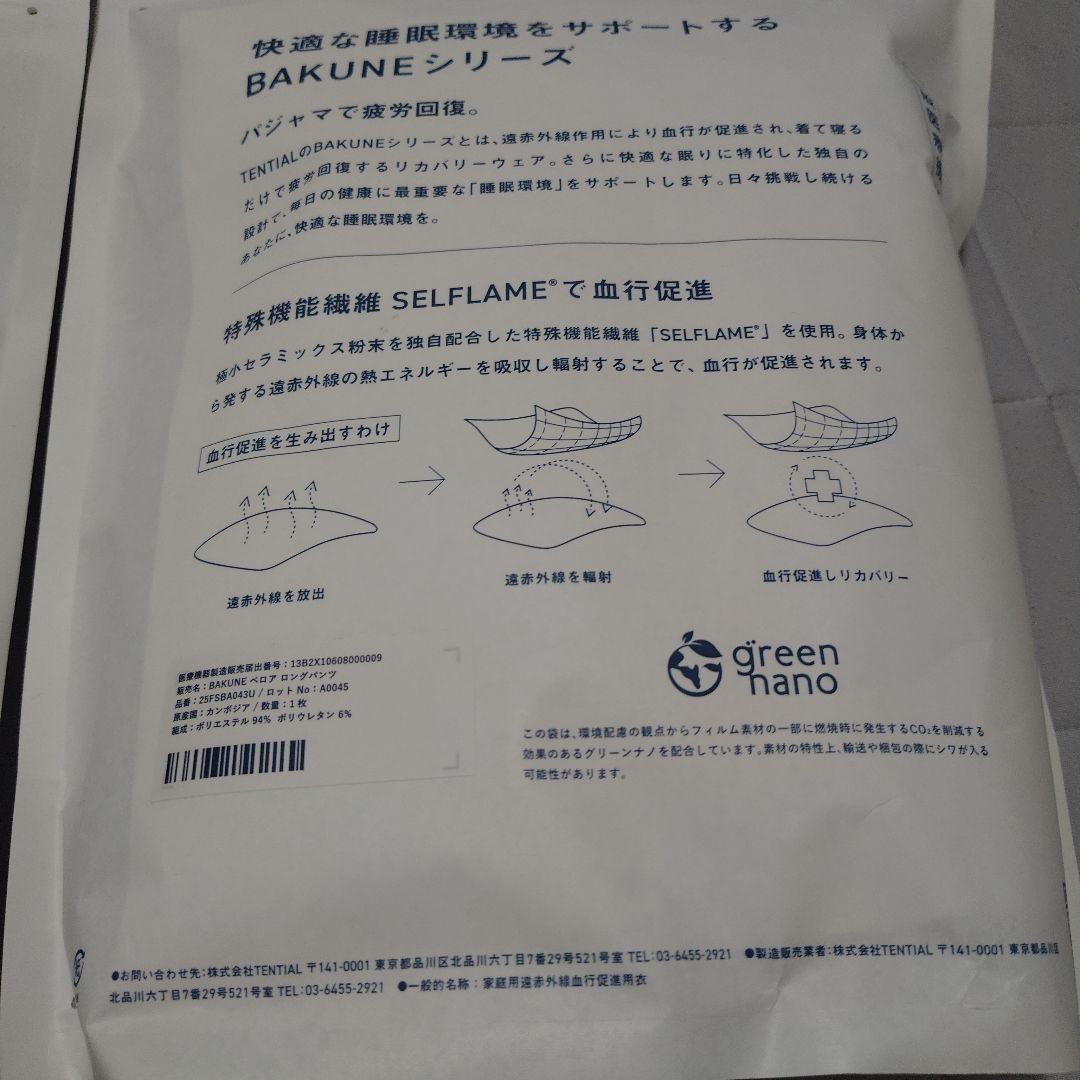 快適な睡眠環境をサポートする
BAKUNEシリーズ
パジャマで疲労回復。
TENTIALのBAKUNEシリーズとは、遠赤外線作用により血行が促進され、着て寝る
だけで疲労回復するリカバリーウェア。さらに快適な眠りに特化した独自の
設計で、毎日の健康に最重要な「睡眠環境」をサポートします。日々挑戦し続ける
あなたに、快適な睡眠環境を。
特殊機能繊維 SELFLAME®で血行促進
極小セラミックス粉末を独自配合した特殊機能繊維「SELFLAME®」を使用。身体か
ら発する遠赤外線の熱エネルギーを吸収し輻射することで、血行が促進されます。
血行促進を生み出すわけ
遠赤外線を放出
遠赤外線を輻射
血行促進しリカバリー
医療機器製造販売届出番号：13B2X10608000009
販売名：BAKUNE ベロア ロングパンツ
品番：25FSBA043U / ロット No：A0045
原産国：カンボジア / 数量：1 枚
組成：ポリエステル 94% ポリウレタン 6%
green
nano
この袋は、環境配慮の観点からフィルム素材の一部に燃焼時に発生するCO₂を削減する
効果のあるグリーンナノを配合しています。素材の特性上、輸送や梱包の際にシワが入る
可能性があります。
●お問い合わせ先：株式会社TENTIAL 〒141-0001 東京都品川区北品川六丁目7番29号521号室 TEL：03-6455-2921 ●製造販売業者：株式会社TENTIAL 〒141-0001 東京都品川区
北品川六丁目7番29号521号室 TEL：03-6455-2921 ●一般的名称：家庭用遠赤外線血行促進用衣